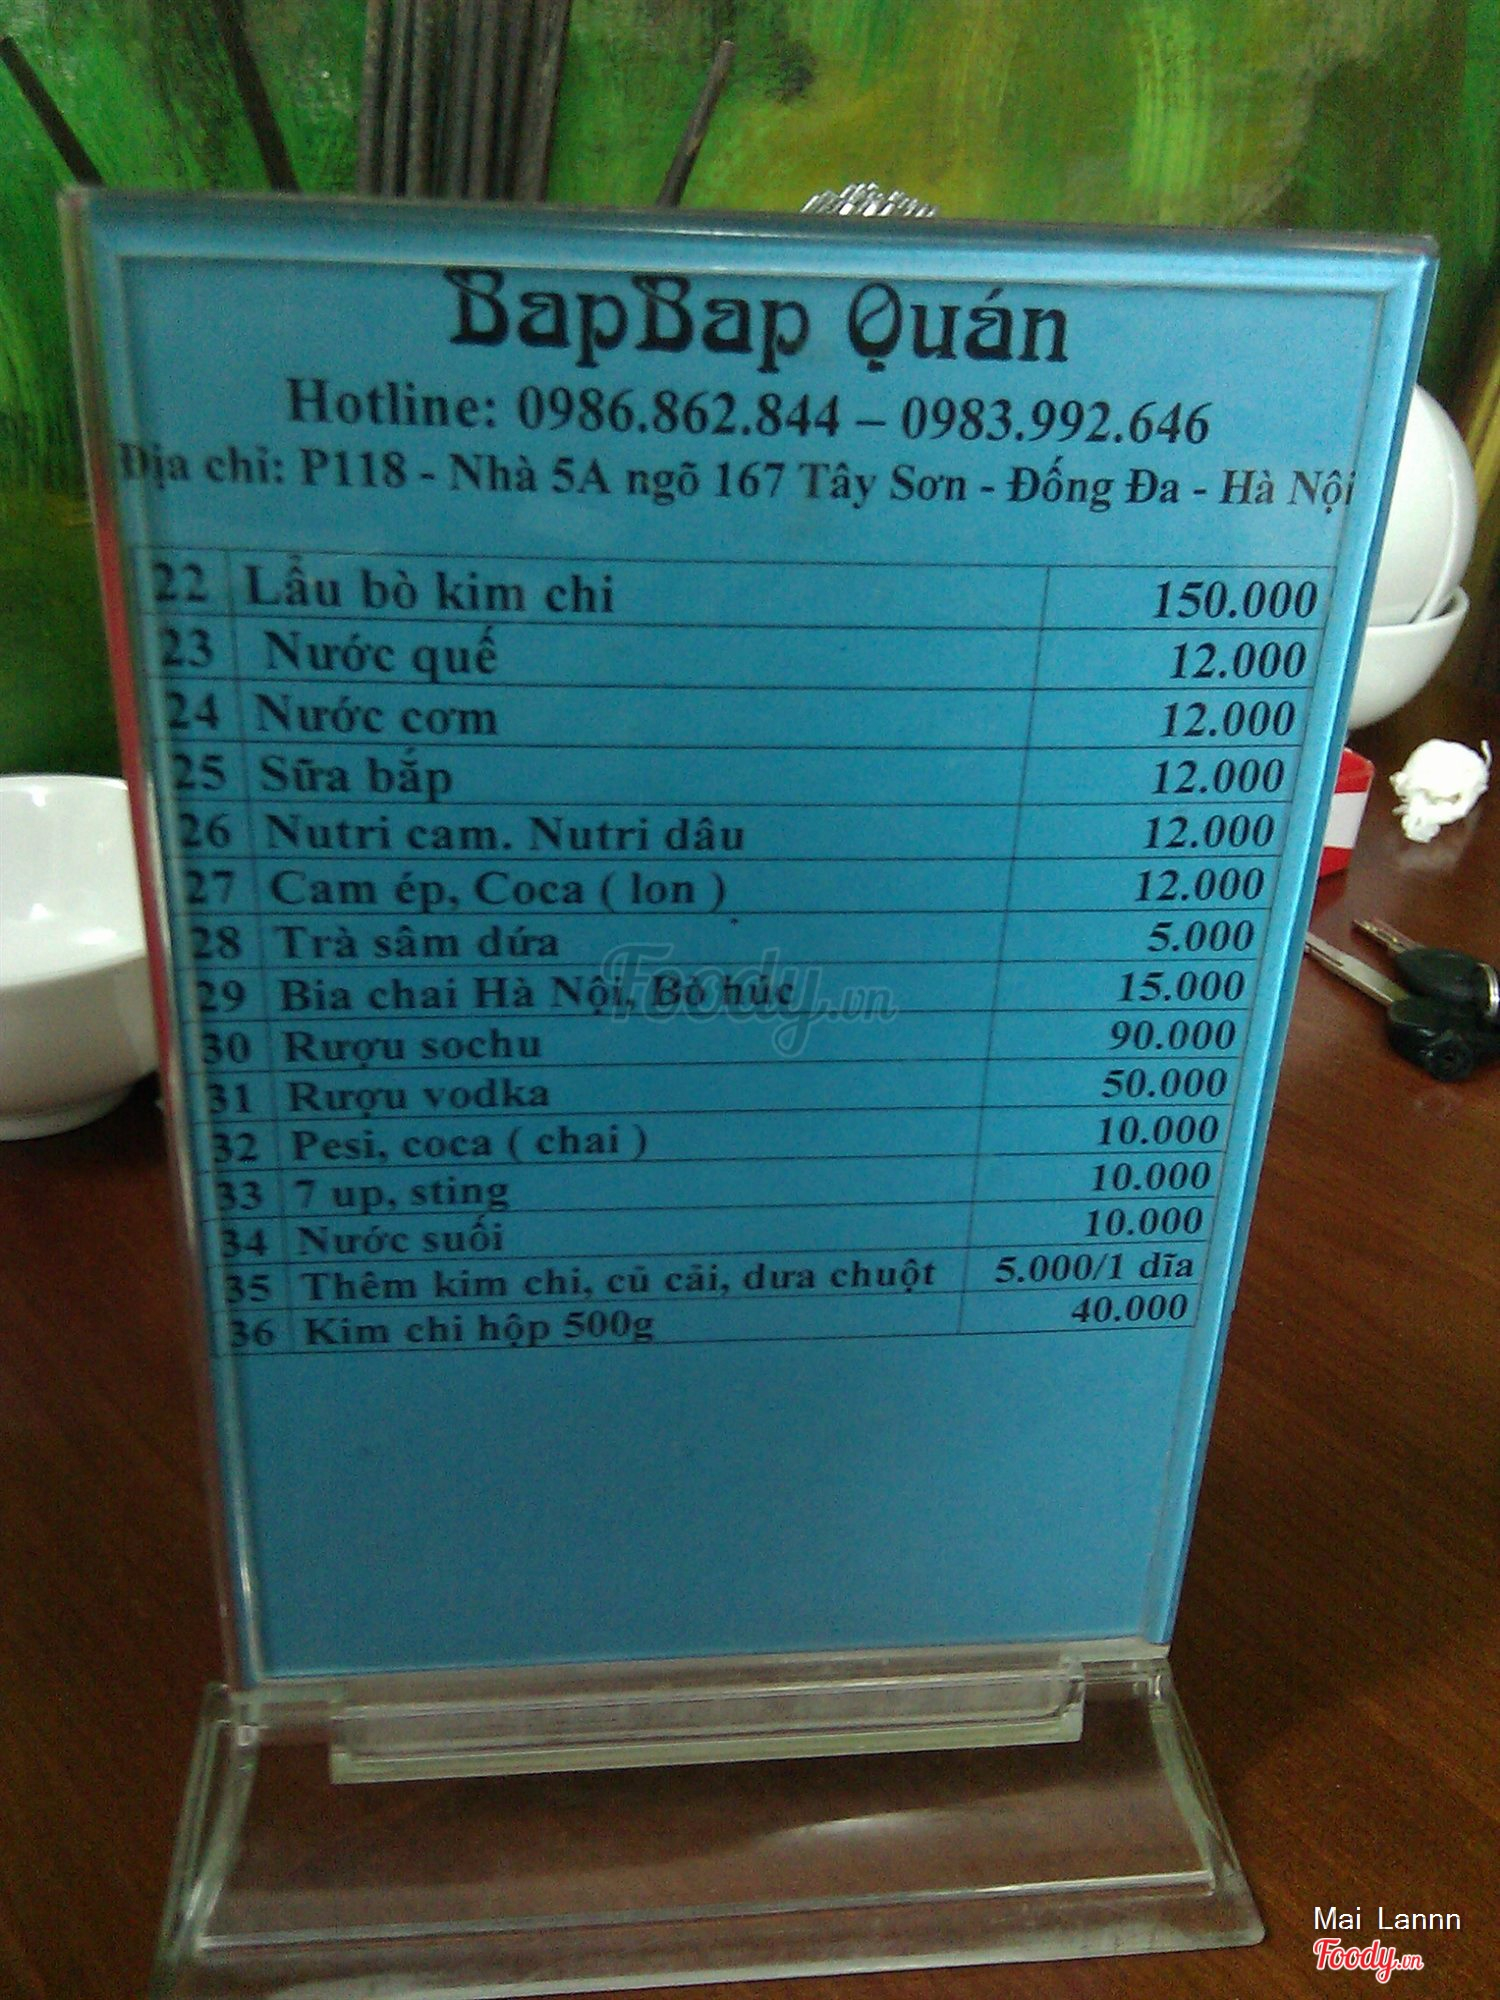 BapBap Quán
Hotline: 0986.862.844 – 0983.992.646
Địa chỉ: P118 - Nhà 5A ngõ 167 Tây Sơn - Đống Đa - Hà Nội
22 Lẩu bò kim chi 150.000
23 Nước quế 12.000
24 Nước cơm 12.000
25 Sữa bắp 12.000
26 Nutri cam. Nutri dâu 12.000
27 Cam ép, Coca ( lon ) 12.000
28 Trà sâm dứa 5.000
29 Bia chai Hà Nội, Bò húc 15.000
30 Rượu sochu 90.000
31 Rượu vodka 50.000
32 Pesi, coca ( chai ) 10.000
33 7 up, sting 10.000
34 Nước suối 10.000
35 Thêm kim chi, củ cải, dưa chuột 5.000/1 dĩa
36 Kim chi hộp 500g 40.000
Foody.vn
Mai Lannn
Foody.vn